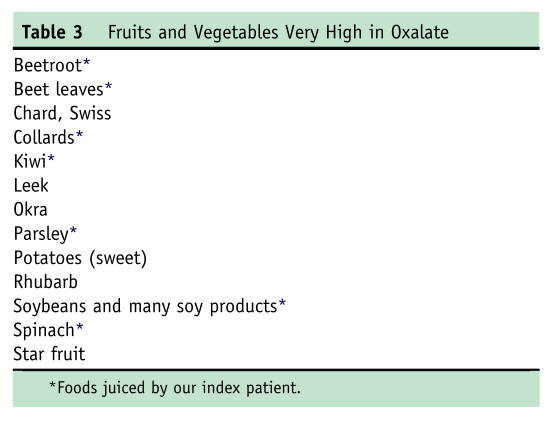 Table 3 Fruits and Vegetables Very High in Oxalate
Beetroot*
Beet leaves*
Chard, Swiss
Collards*
Kiwi*
Leek
Okra
Parsley*
Potatoes (sweet)
Rhubarb
Soybeans and many soy products*
Spinach*
Star fruit
*Foods juiced by our index patient.